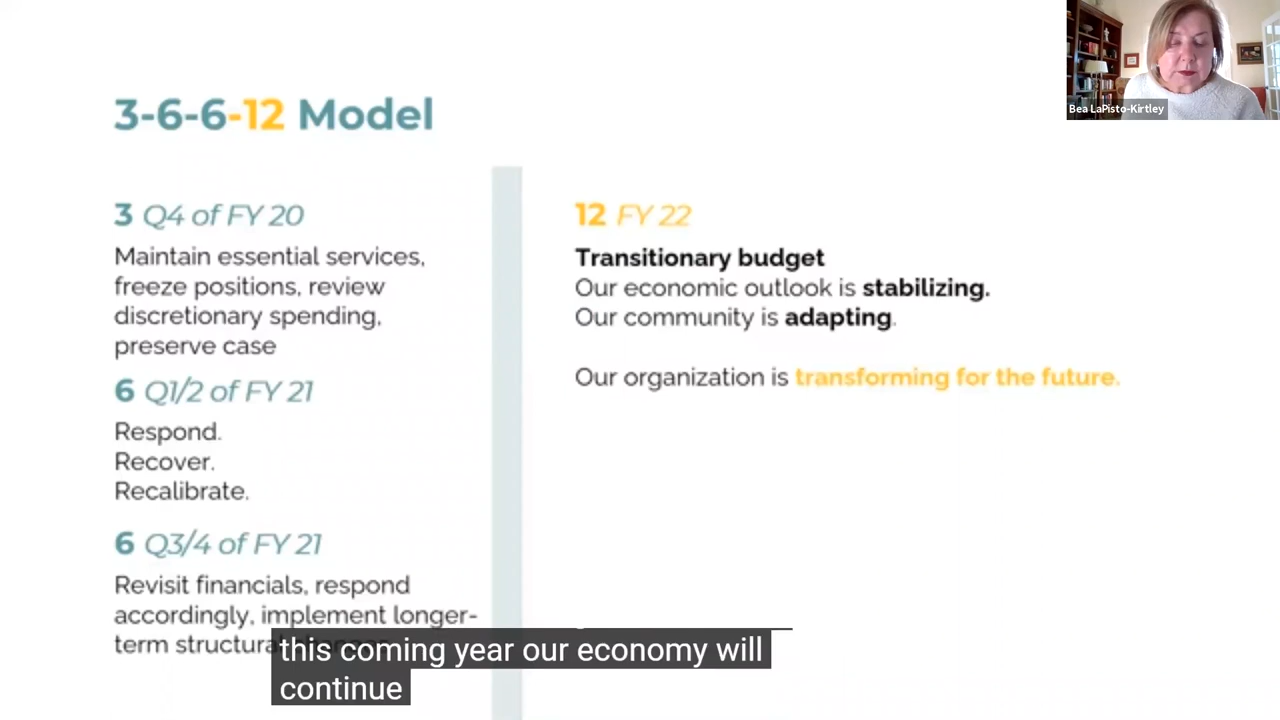 Bea LaPisto-Kirtley
3-6-6-12 Model
3 Q4 of FY 20
Maintain essential services,
freeze positions, review
discretionary spending,
preserve case
6 Q1/2 of FY 21
Respond.
Recover.
Recalibrate.
6 Q3/4 of FY 21
Revisit financials, respond
accordingly, implement longer-
term structural
12 FY 22
Transitionary budget
Our economic outlook is stabilizing.
Our community is adapting.
Our organization is transforming for the future.
this coming year our economy will
continue